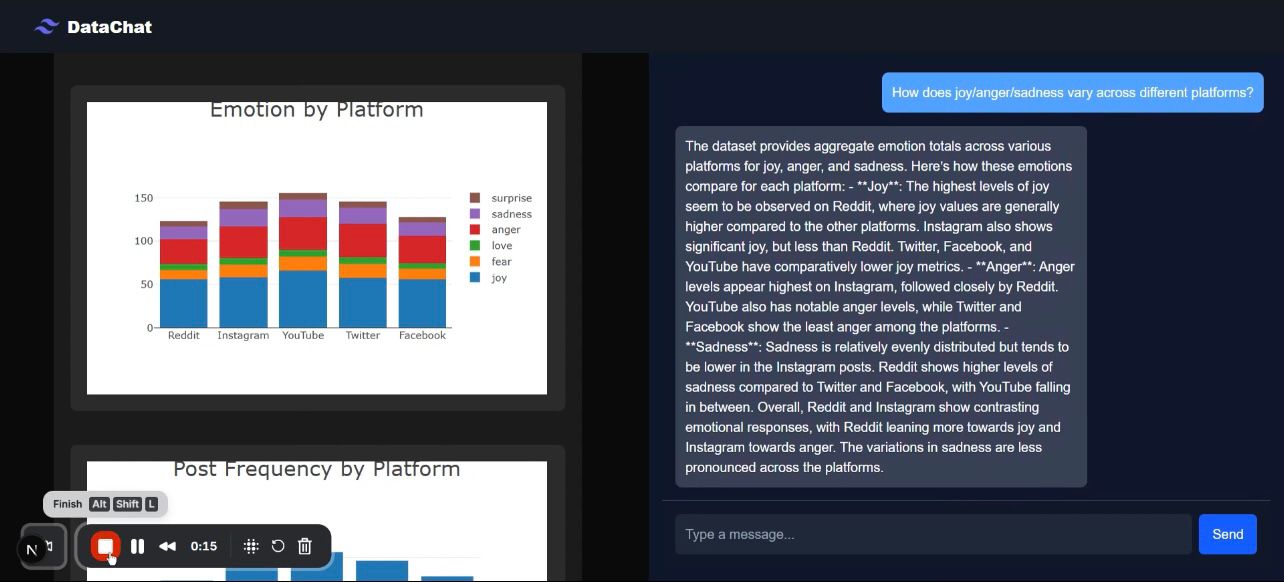 DataChat
Emotion by Platform
150
100
50
0
Reddit
Instagram
YouTube
Twitter
Facebook
surprise
sadness
anger
love
fear
joy
Post Frequency by Platform
Finish Alt Shift L
N
0:15
How does joy/anger/sadness vary across different platforms?
The dataset provides aggregate emotion totals across various
platforms for joy, anger, and sadness. Here's how these emotions
compare for each platform: - **Joy**: The highest levels of joy
seem to be observed on Reddit, where joy values are generally
higher compared to the other platforms. Instagram also shows
significant joy, but less than Reddit. Twitter, Facebook, and
YouTube have comparatively lower joy metrics. - **Anger**: Anger
levels appear highest on Instagram, followed closely by Reddit.
YouTube also has notable anger levels, while Twitter and
Facebook show the least anger among the platforms. -
**Sadness**: Sadness is relatively evenly distributed but tends to
be lower in the Instagram posts. Reddit shows higher levels of
sadness compared to Twitter and Facebook, with YouTube falling
in between. Overall, Reddit and Instagram show contrasting
emotional responses, with Reddit leaning more towards joy and
Instagram towards anger. The variations in sadness are less
pronounced across the platforms.
Type a message...
Send